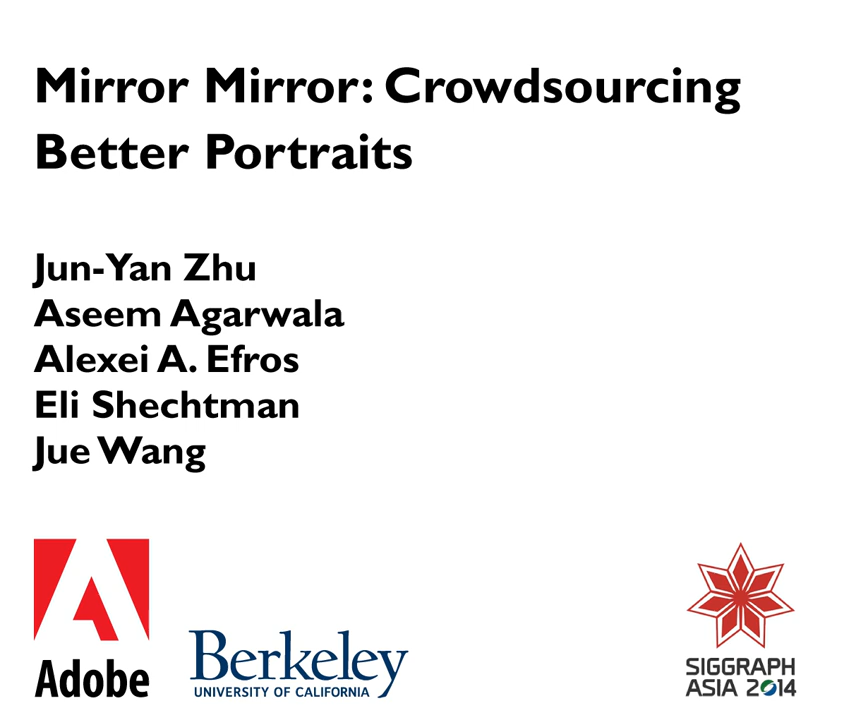 Mirror Mirror: Crowdsourcing
Better Portraits
Jun-Yan Zhu
Aseem Agarwala
Alexei A. Efros
Eli Shechtman
Jue Wang
Adobe
Berkeley
UNIVERSITY OF CALIFORNIA
SIGGRAPH
ASIA 2014